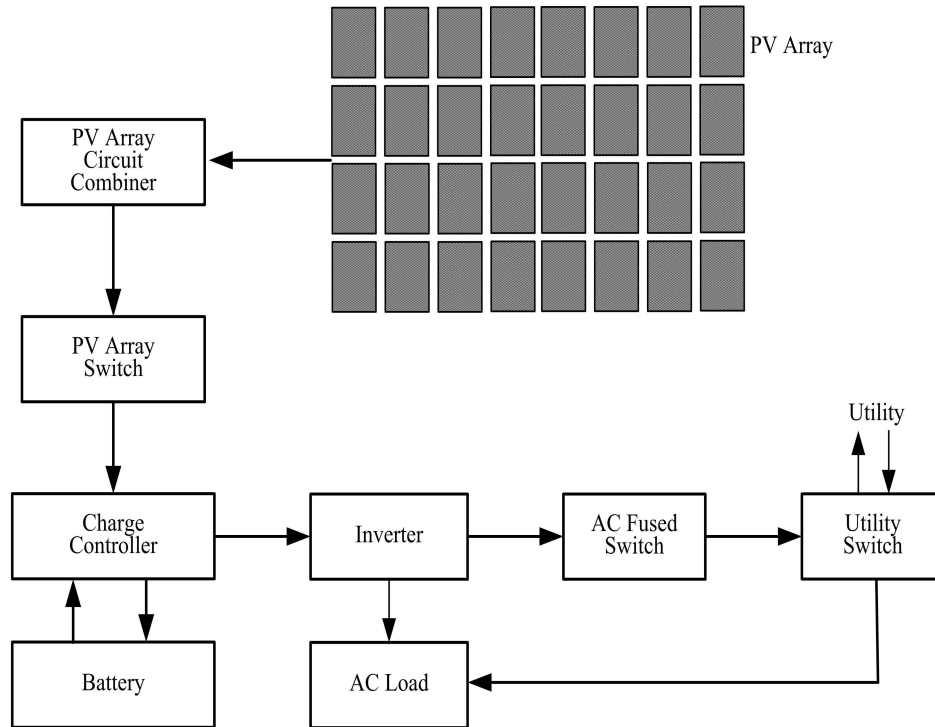 PV Array
PV Array
Circuit
Combiner
PV Array
Switch
Utility
Charge
Controller
Inverter
AC Fused
Switch
Utility
Switch
Battery
AC Load